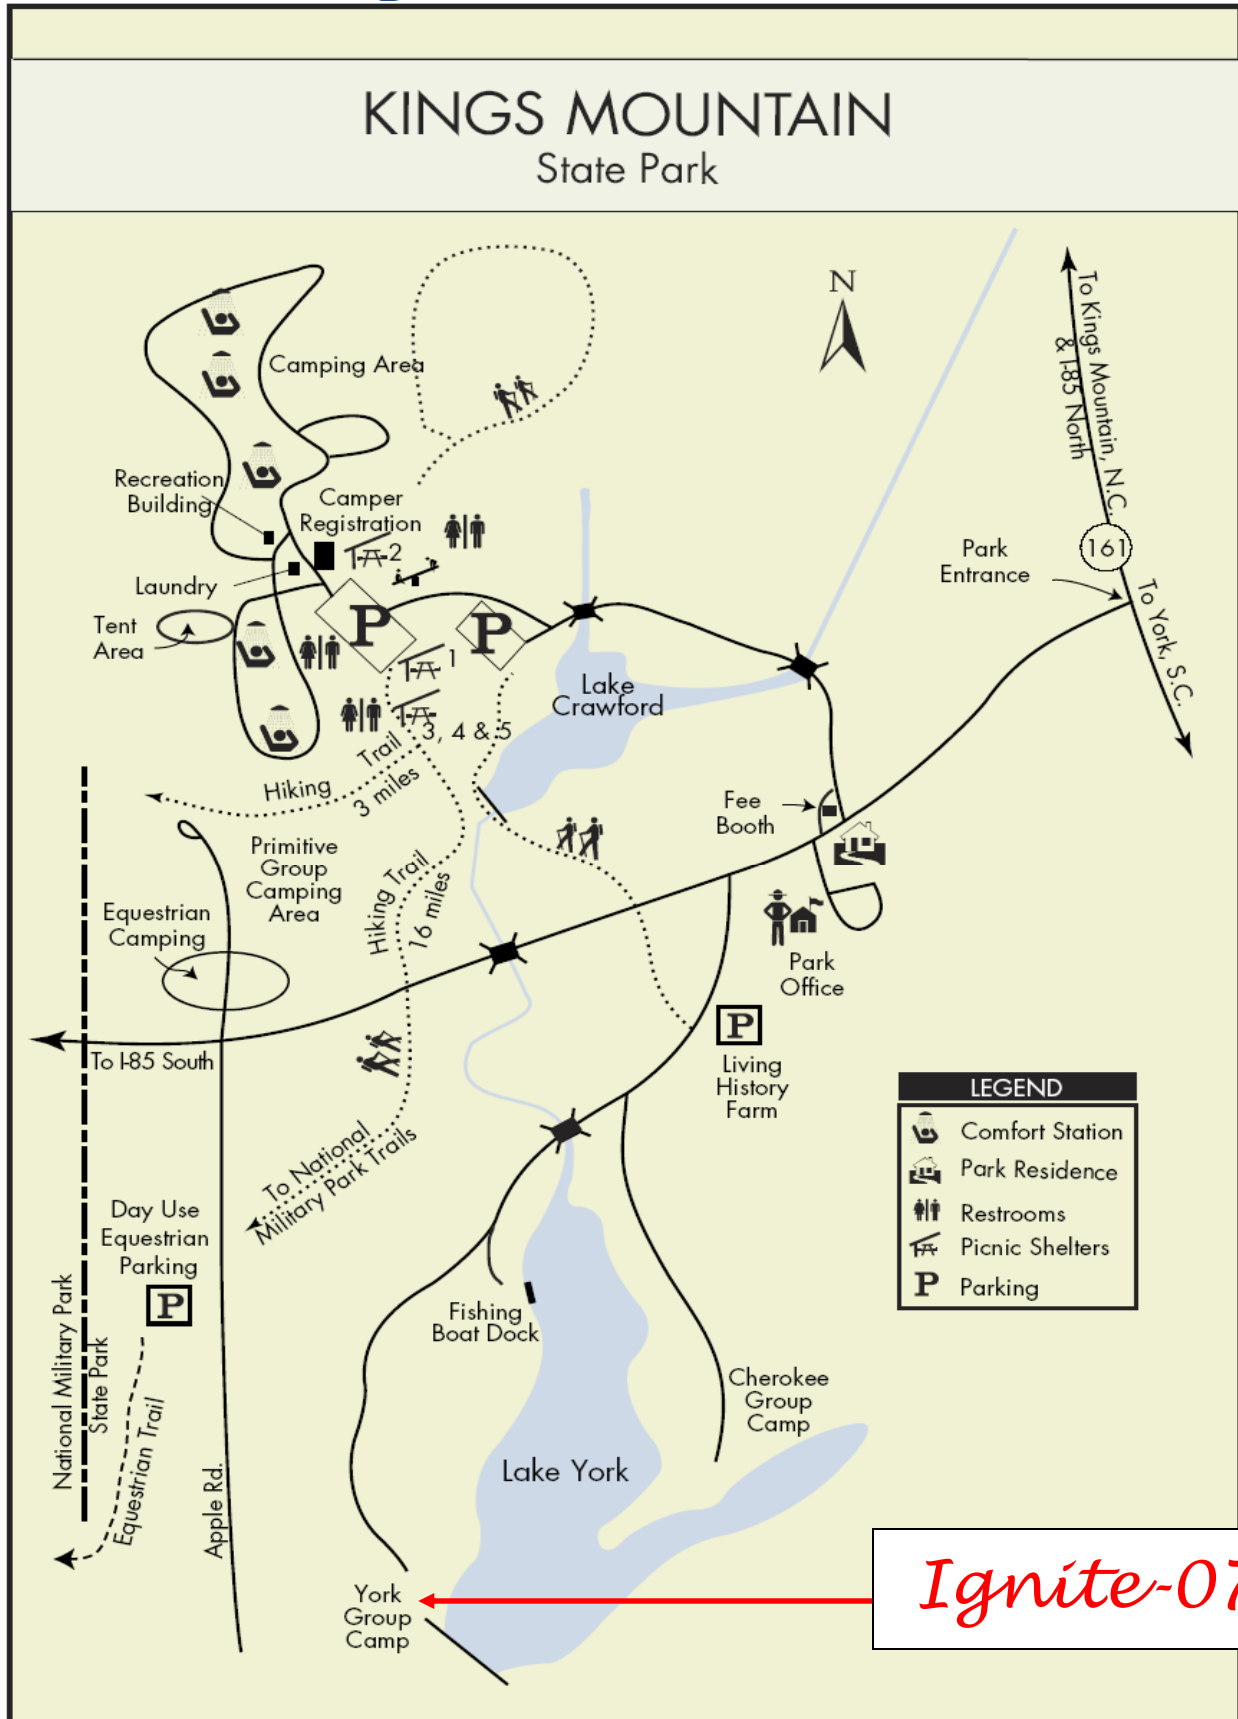 KINGS MOUNTAIN
State Park
N
To Kings Mountain, N.C.
& I-85 North
161
To York, S.C.
Park
Entrance
Camping Area
Recreation
Building
Camper
Registration
2
Laundry
Tent
Area
P
P
1
3, 4 & 5
Lake
Crawford
Hiking Trail
3 miles
Fee
Booth
Primitive
Group
Camping
Area
Hiking Trail
16 miles
Equestrian
Camping
Park
Office
P
Living
History
Farm
To I-85 South
LEGEND
Comfort Station
Park Residence
Restrooms
Picnic Shelters
P Parking
To National
Military Park Trails
Day Use
Equestrian
Parking
P
National Military Park
State Park
Equestrian Trail
Apple Rd.
Fishing
Boat Dock
Cherokee
Group
Camp
Lake York
York
Group
Camp
Ignite-07